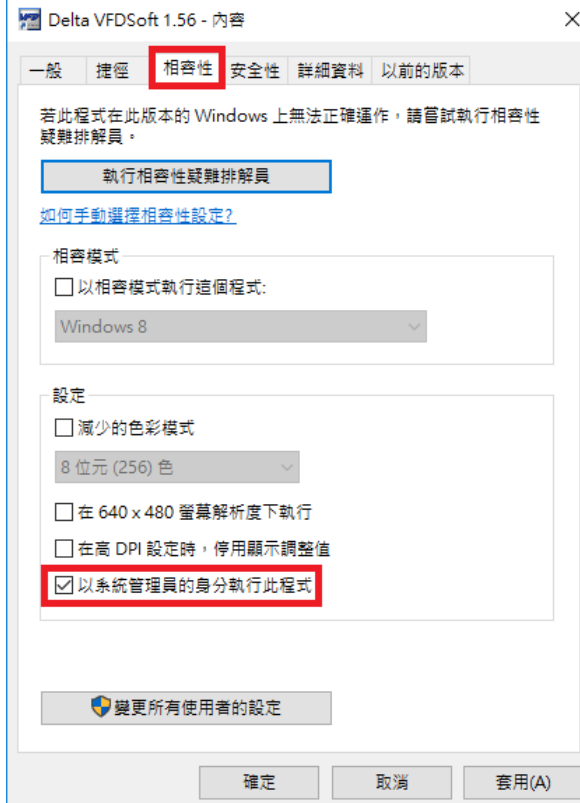 Delta VFDSoft 1.56 - 內容
一般 捷徑 相容性 安全性 詳細資料 以前的版本
若此程式在此版本的 Windows 上無法正確運作，請嘗試執行相容性
疑難排解員。
執行相容性疑難排解員
如何手動選擇相容性設定?
相容模式
以相容模式執行這個程式:
Windows 8
設定
減少的色彩模式
8 位元 (256) 色
在 640 x 480 螢幕解析度下執行
在高 DPI 設定時，停用顯示調整值
以系統管理員的身分執行此程式
變更所有使用者的設定
確定 取消 套用(A)